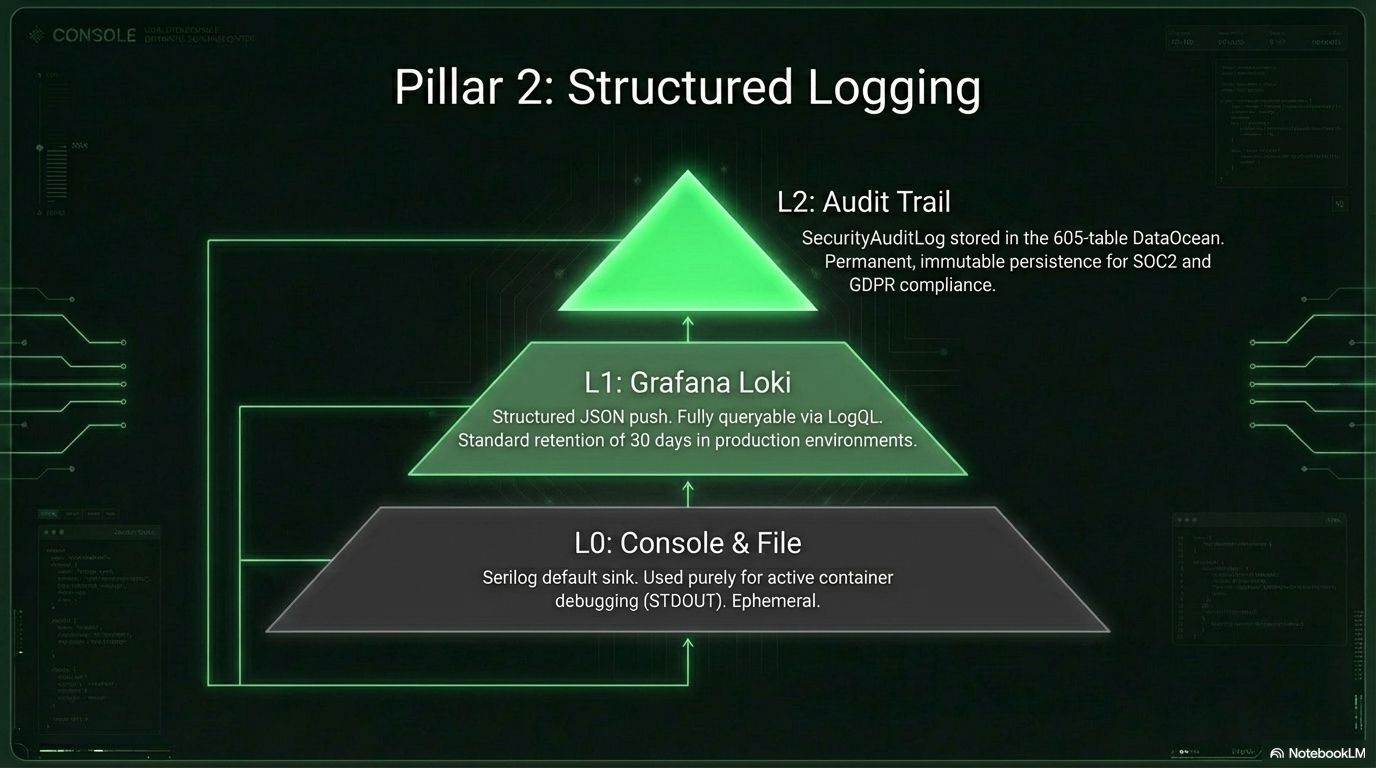 CONSOLE
Pillar 2: Structured Logging
L2: Audit Trail
SecurityAuditLog stored in the 605-table DataOcean.
Permanent, immutable persistence for SOC2 and
GDPR compliance.
L1: Grafana Loki
Structured JSON push. Fully queryable via LogQL.
Standard retention of 30 days in production environments.
L0: Console & File
Serilog default sink. Used purely for active container
debugging (STDOUT). Ephemeral.
NotebookLM